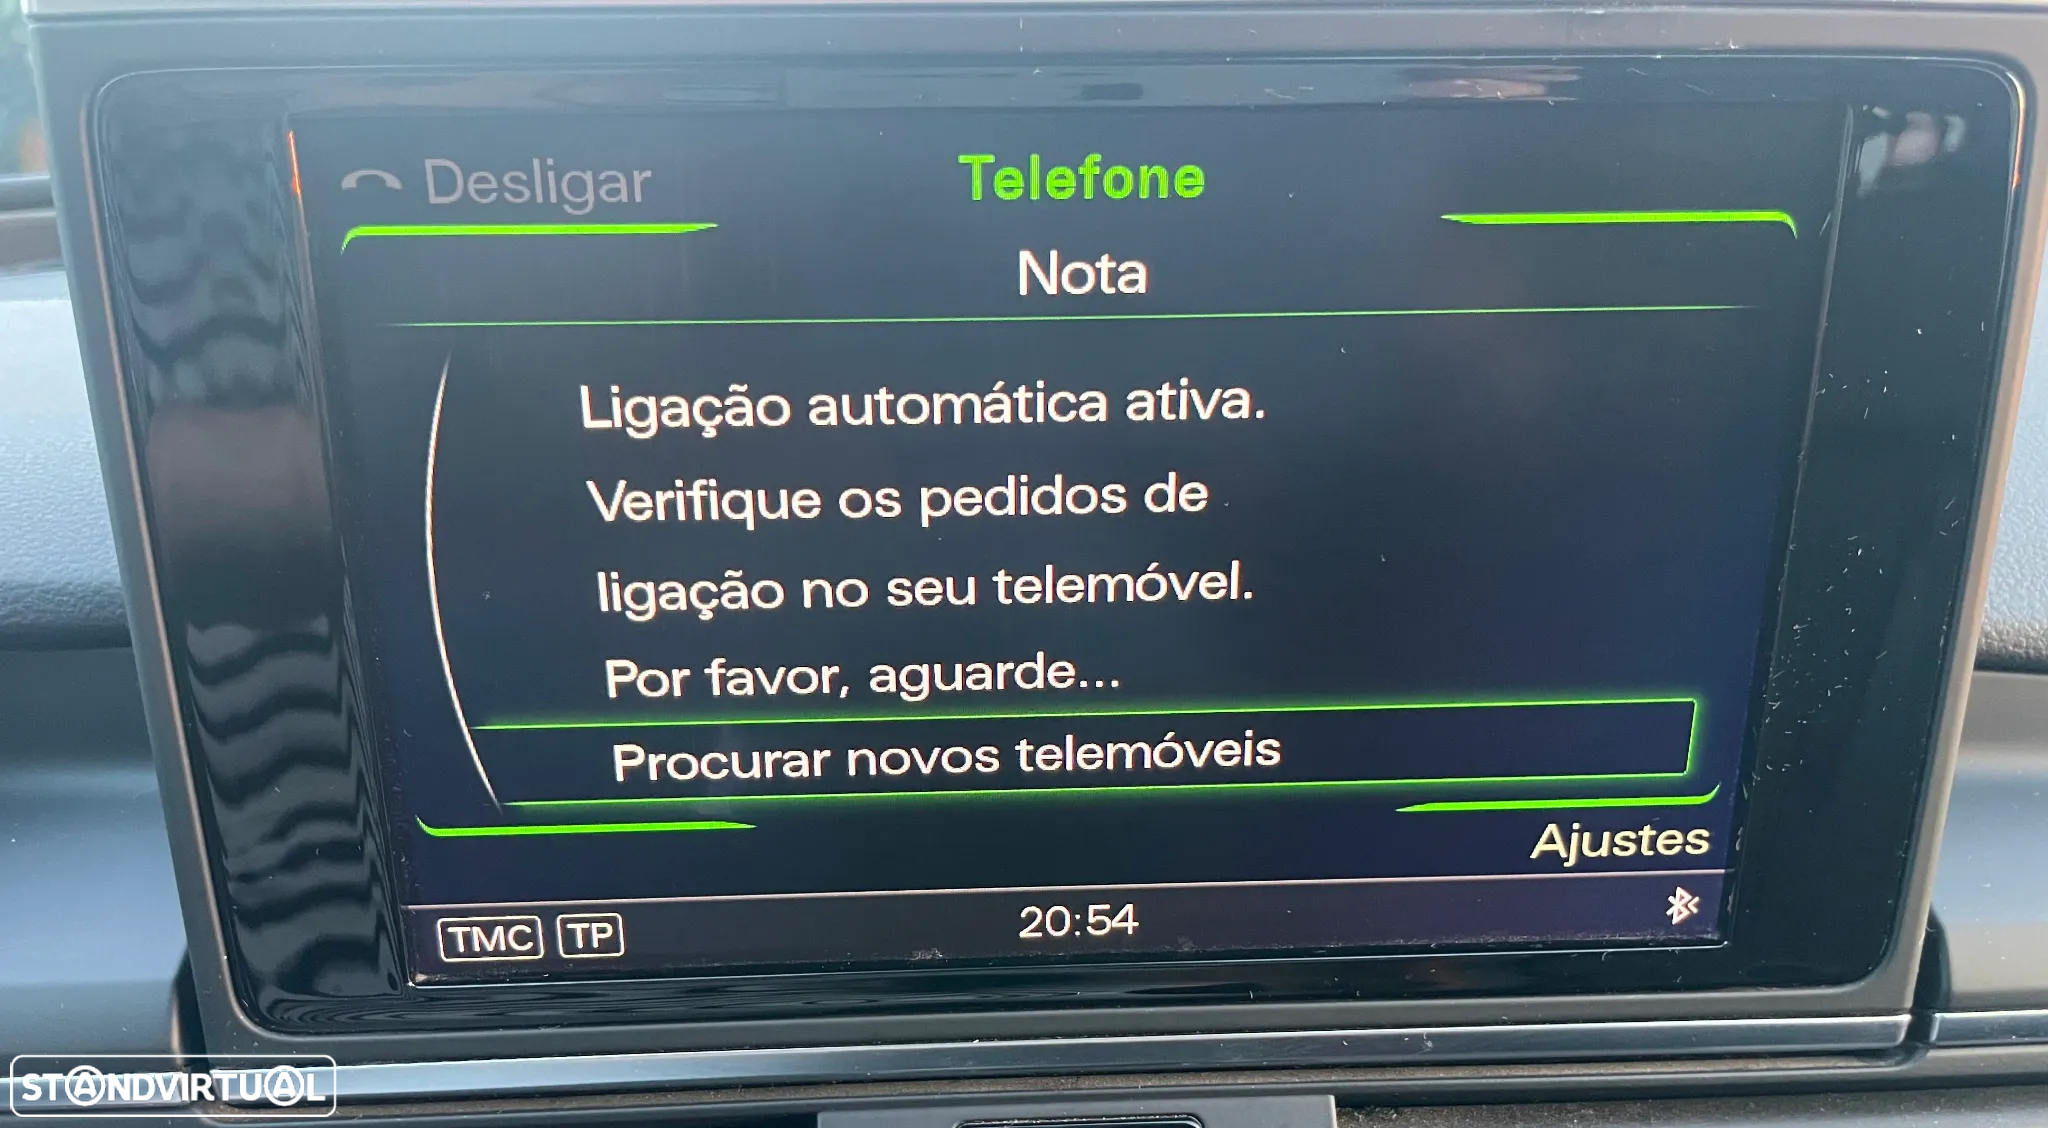 Desligar
Telefone
Nota
Ligação automática ativa.
Verifique os pedidos de
ligação no seu telemóvel.
Por favor, aguarde...
Procurar novos telemóveis
Ajustes
TMC TP
20:54
STANDVIRTUAL